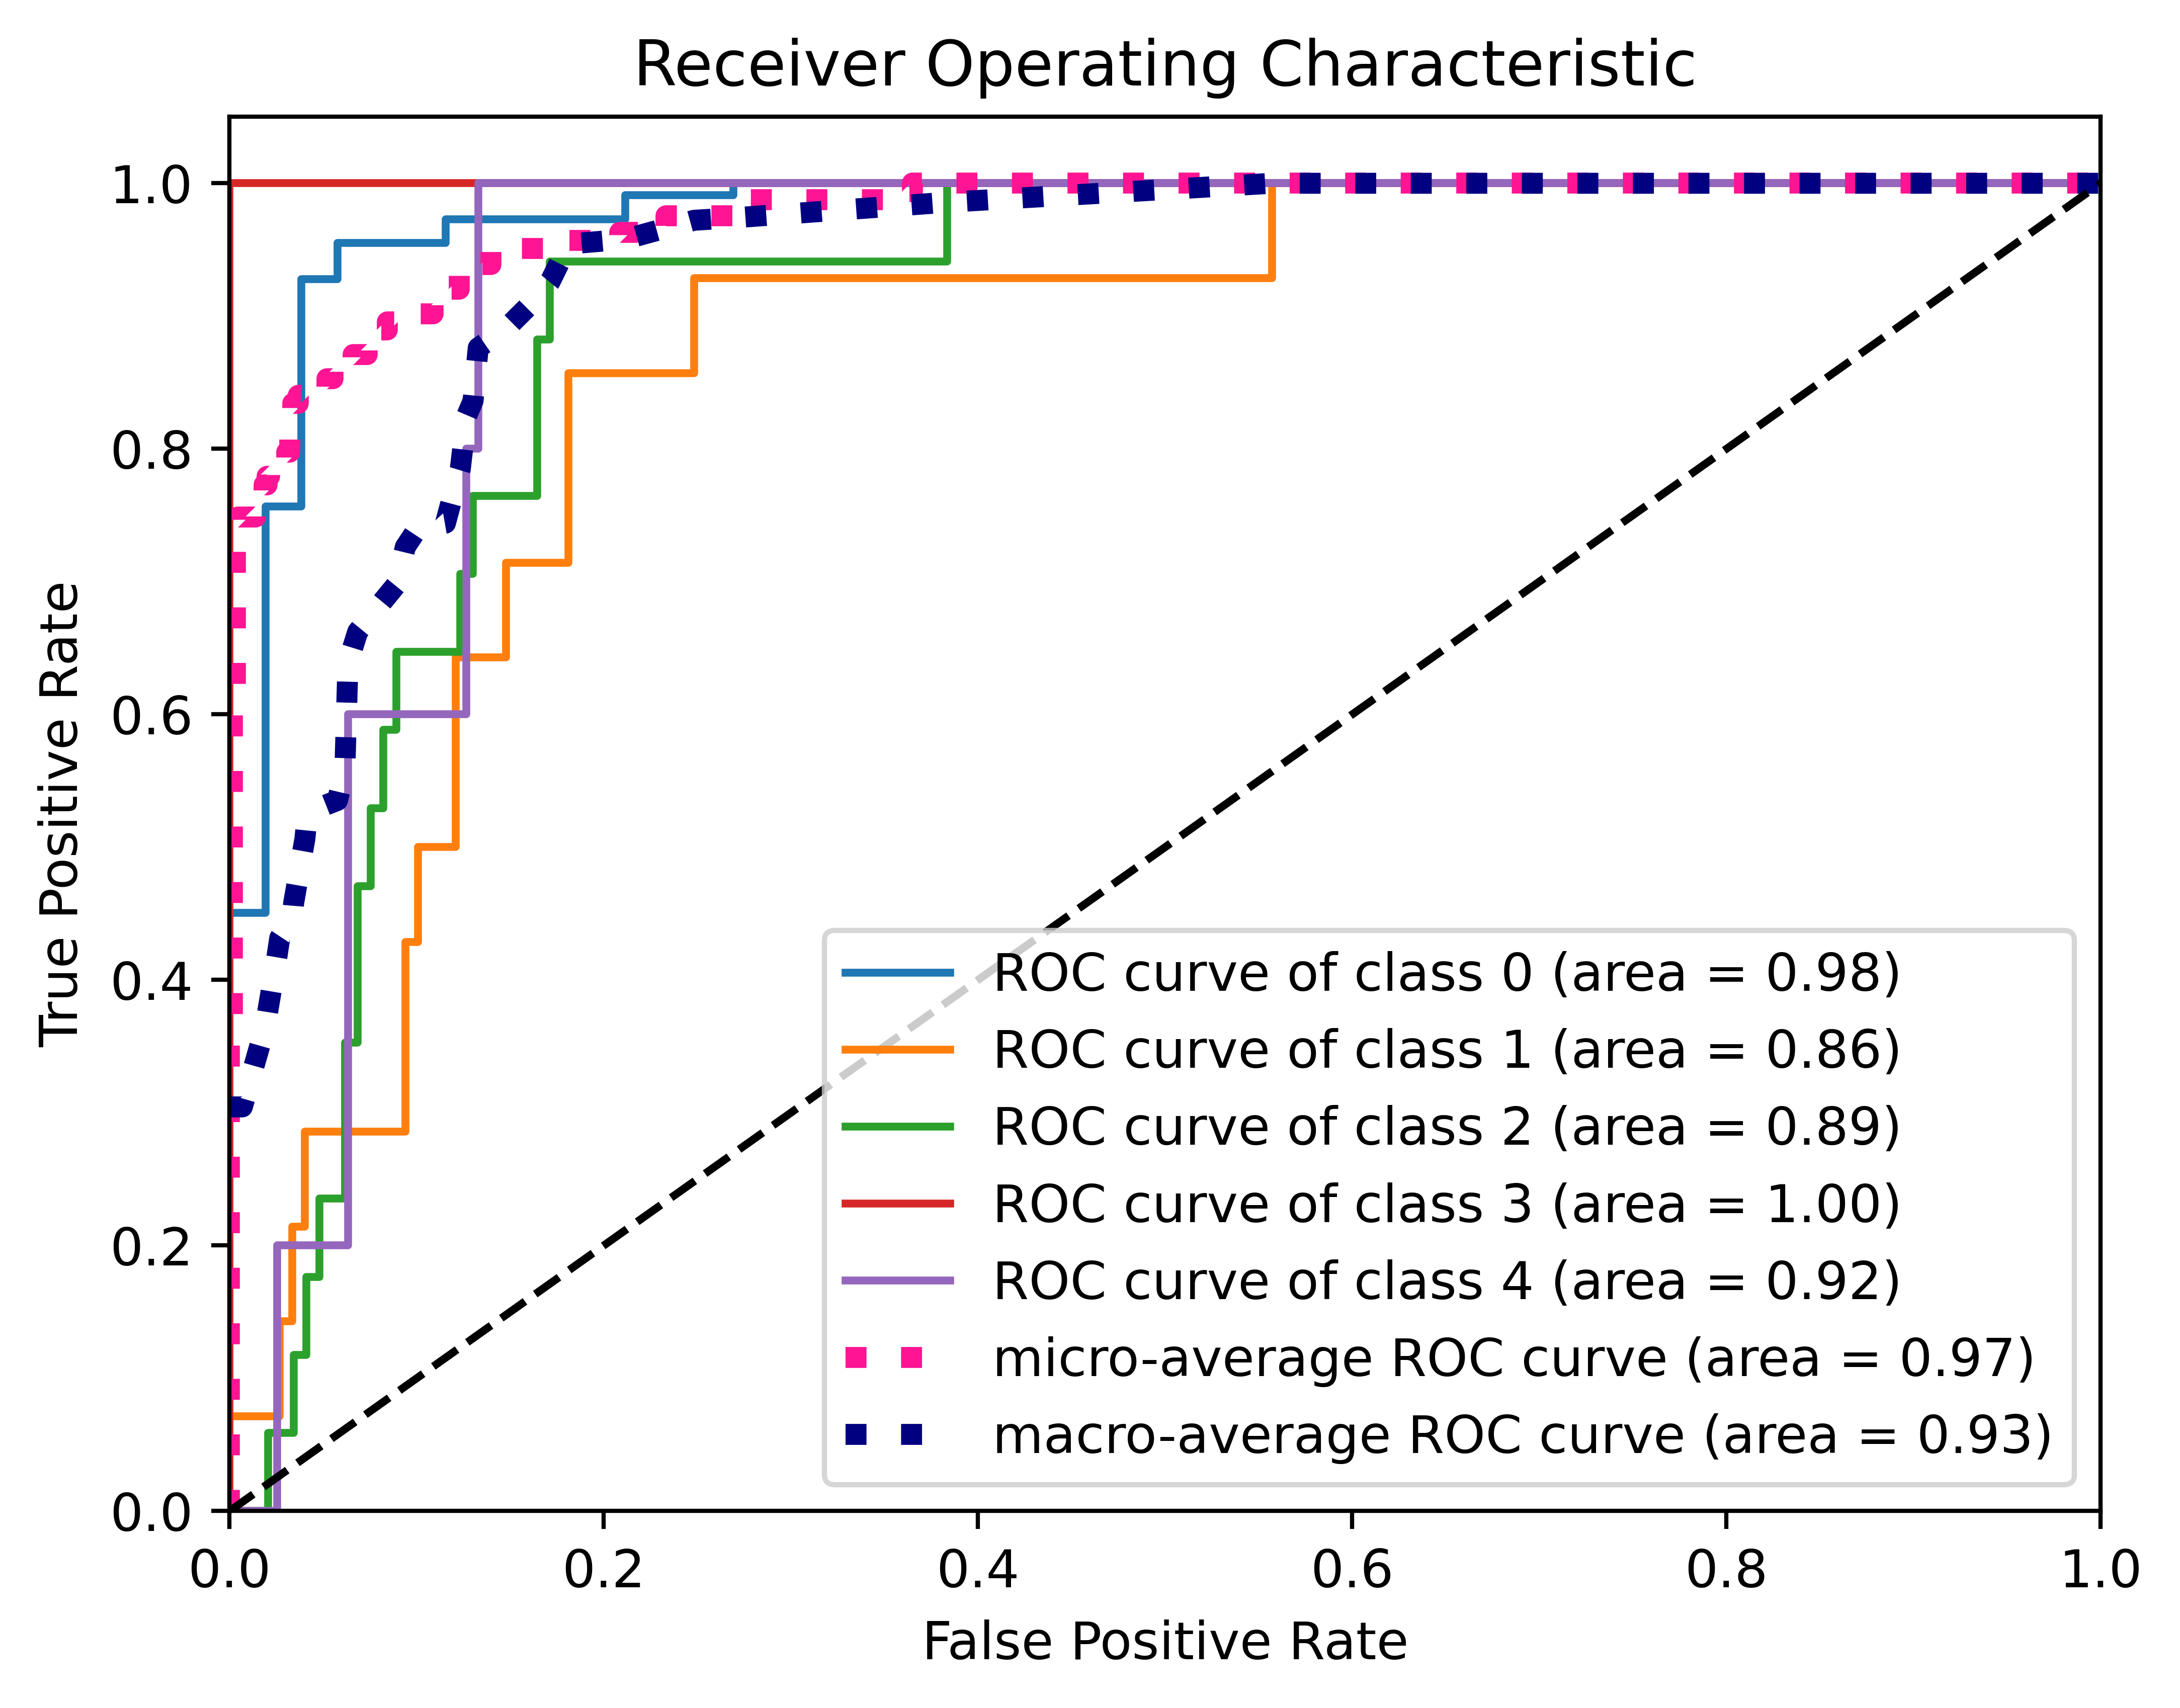 Receiver Operating Characteristic
1.0
0.8
0.6
0.4
0.2
0.0
True Positive Rate
ROC curve of class 0 (area = 0.98)
ROC curve of class 1 (area = 0.86)
ROC curve of class 2 (area = 0.89)
ROC curve of class 3 (area = 1.00)
ROC curve of class 4 (area = 0.92)
micro-average ROC curve (area = 0.97)
macro-average ROC curve (area = 0.93)
0.0 0.2 0.4 0.6 0.8 1.0
False Positive Rate